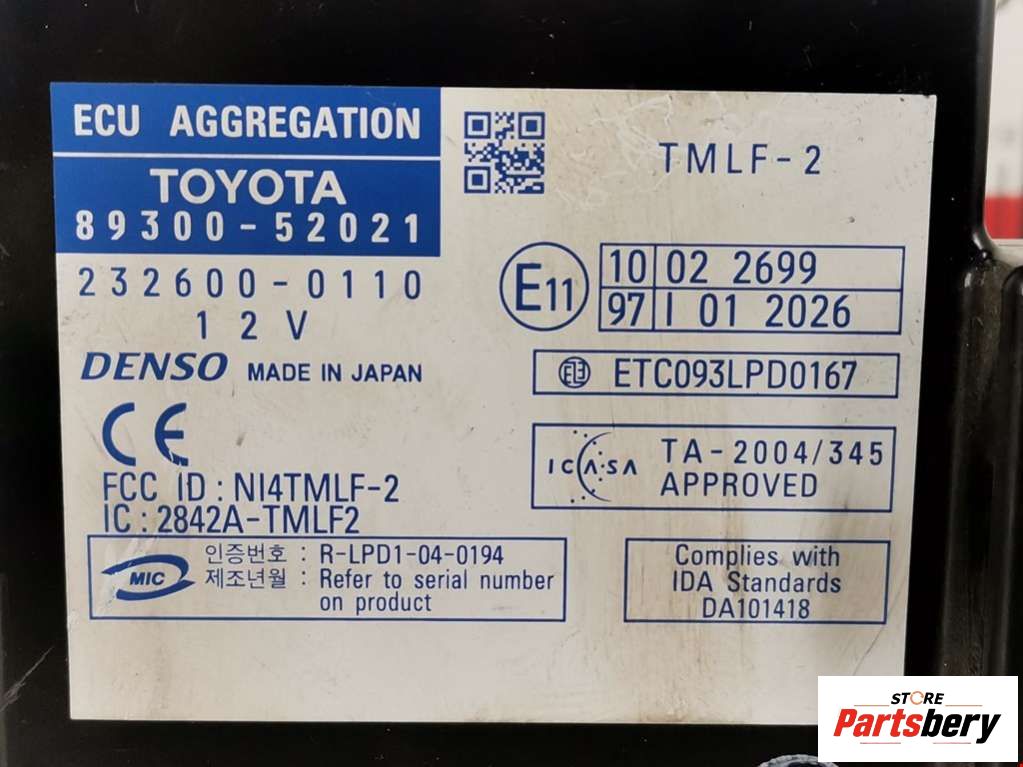 ECU AGGREGATION
TOYOTA
89300-52021
232600-0110
12V
DENSO MADE IN JAPAN
CE
FCC ID : NI4TMLF-2
IC : 2842A-TMLF2
MIC
인증번호 : R-LPD1-04-0194
제조년월 : Refer to serial number
on product
TMLF-2
E11
10 02 2699
97 I 01 2026
ETC093LPD0167
ICASA
TA-2004/345
APPROVED
Complies with
IDA Standards
DA101418
STORE
Partsbery